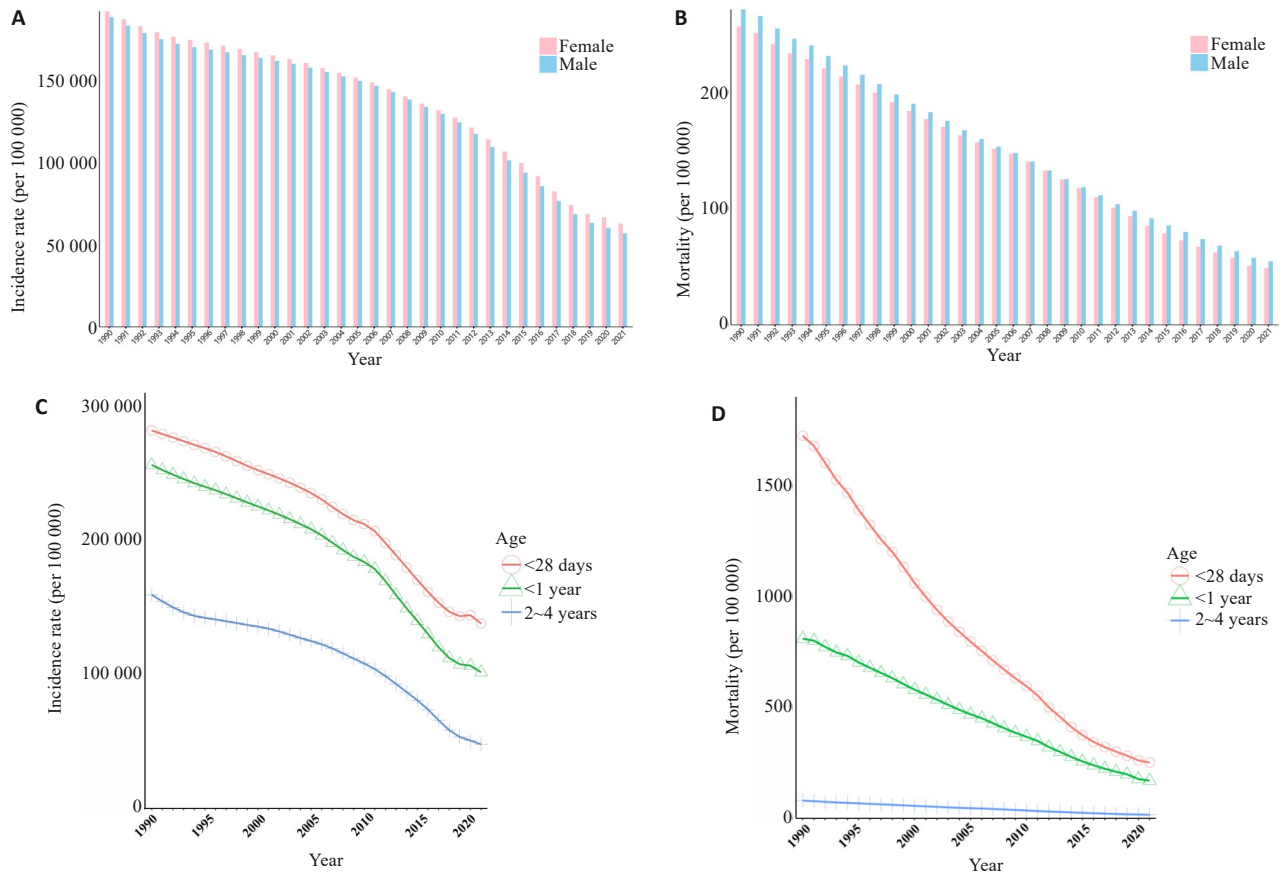 A
Incidence rate (per 100 000)
150 000
100 000
50 000
0
Female
Male
1990 1991 1992 1993 1994 1995 1996 1997 1998 1999 2000 2001 2002 2003 2004 2005 2006 2007 2008 2009 2010 2011 2012 2013 2014 2015 2016 2017 2018 2019 2020 2021
Year
B
Mortality (per 100 000)
200
100
0
Female
Male
1990 1991 1992 1993 1994 1995 1996 1997 1998 1999 2000 2001 2002 2003 2004 2005 2006 2007 2008 2009 2010 2011 2012 2013 2014 2015 2016 2017 2018 2019 2020 2021
Year
C
Incidence rate (per 100 000)
300 000
200 000
100 000
0
Age
<28 days
<1 year
2~4 years
1990 1995 2000 2005 2010 2015 2020
Year
D
Mortality (per 100 000)
1500
1000
500
0
Age
<28 days
<1 year
2~4 years
1990 1995 2000 2005 2010 2015 2020
Year